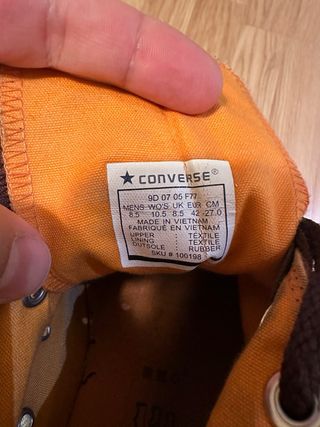 ★ CONVERSE®
9D 07 05 F77
MENS WO'S UK EUR CM
8.5 10.5 8.5 42 -27.0
MADE IN VIETNAM
FABRIQUÉ EN VIETNAM
UPPER : TEXTILE
LINING : TEXTILE
OUTSOLE : RUBBER
SKU # 100198